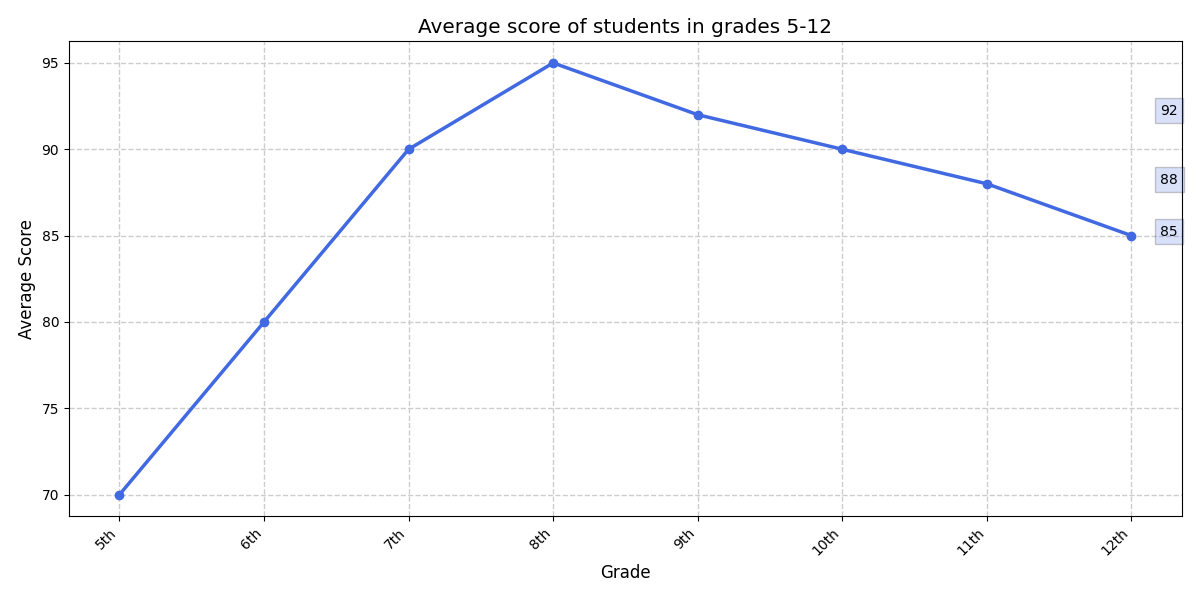 Average score of students in grades 5-12
95
90
85
80
75
70
Average Score
92
88
85
5th
6th
7th
8th
9th
10th
11th
12th
Grade